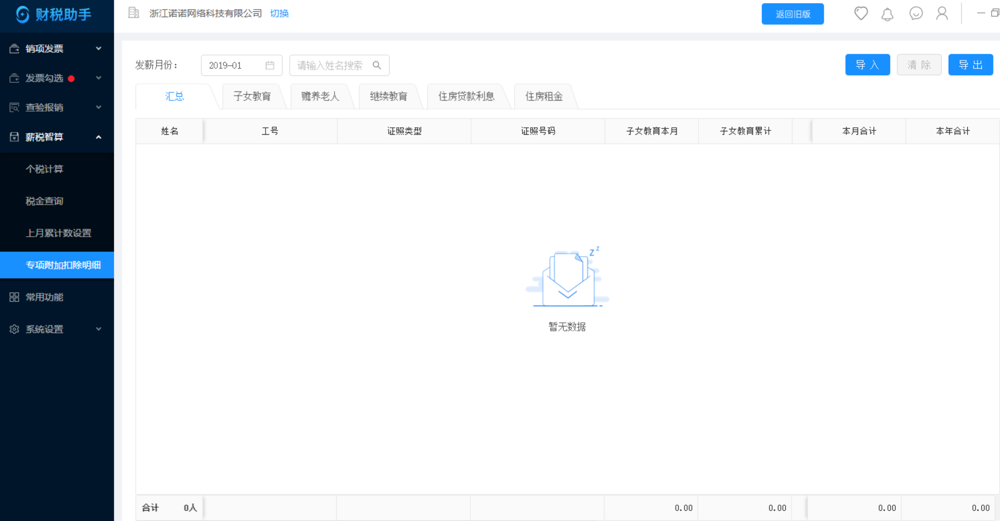 财税助手
浙江诺诺网络科技有限公司 切换
返回旧版
销项发票
发票勾选
查验报销
薪税智算
个税计算
税金查询
上月累计数设置
专项附加扣除明细
常用功能
系统设置
发薪月份： 2019-01 请输入姓名搜索
导 入 清 除 导 出
汇总 子女教育 赡养老人 继续教育 住房贷款利息 住房租金
姓名 工号 证照类型 证照号码 子女教育本月 子女教育累计 本月合计 本年合计
z z
暂无数据
合计 0人 0.00 0.00 0.00 0.00